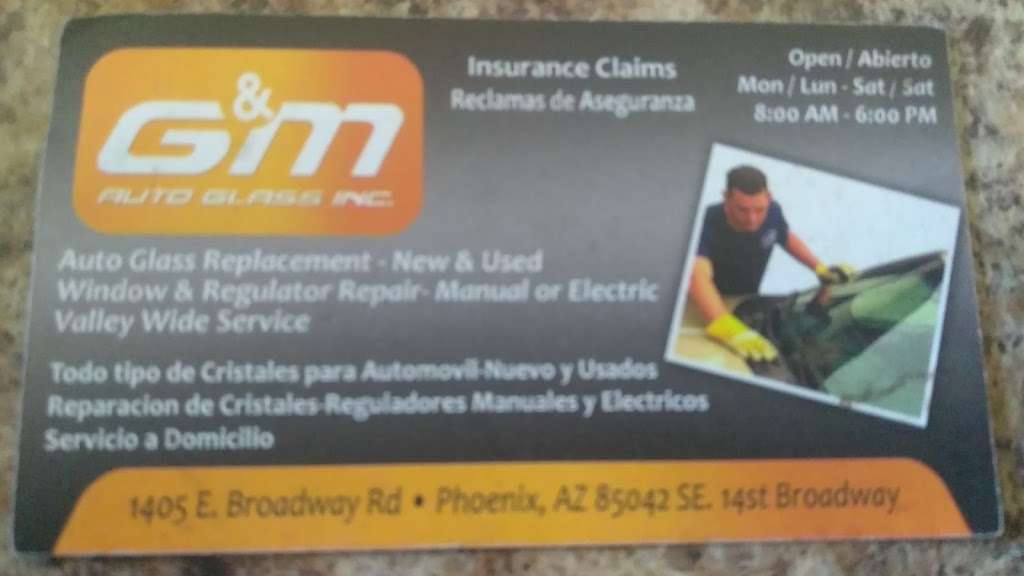 G&M
AUTO GLASS INC.
Insurance Claims
Reclamas de Aseguranza
Open / Abierto
Mon / Lun - Sat / Sat
8:00 AM - 6:00 PM
Auto Glass Replacement - New & Used
Window & Regulator Repair- Manual or Electric
Valley Wide Service
Todo tipo de Cristales para Automovil-Nuevo y Usados
Reparacion de Cristales-Reguladores Manuales y Electricos
Servicio a Domicilio
1405 E. Broadway Rd • Phoenix, AZ 85042 SE. 14st Broadway